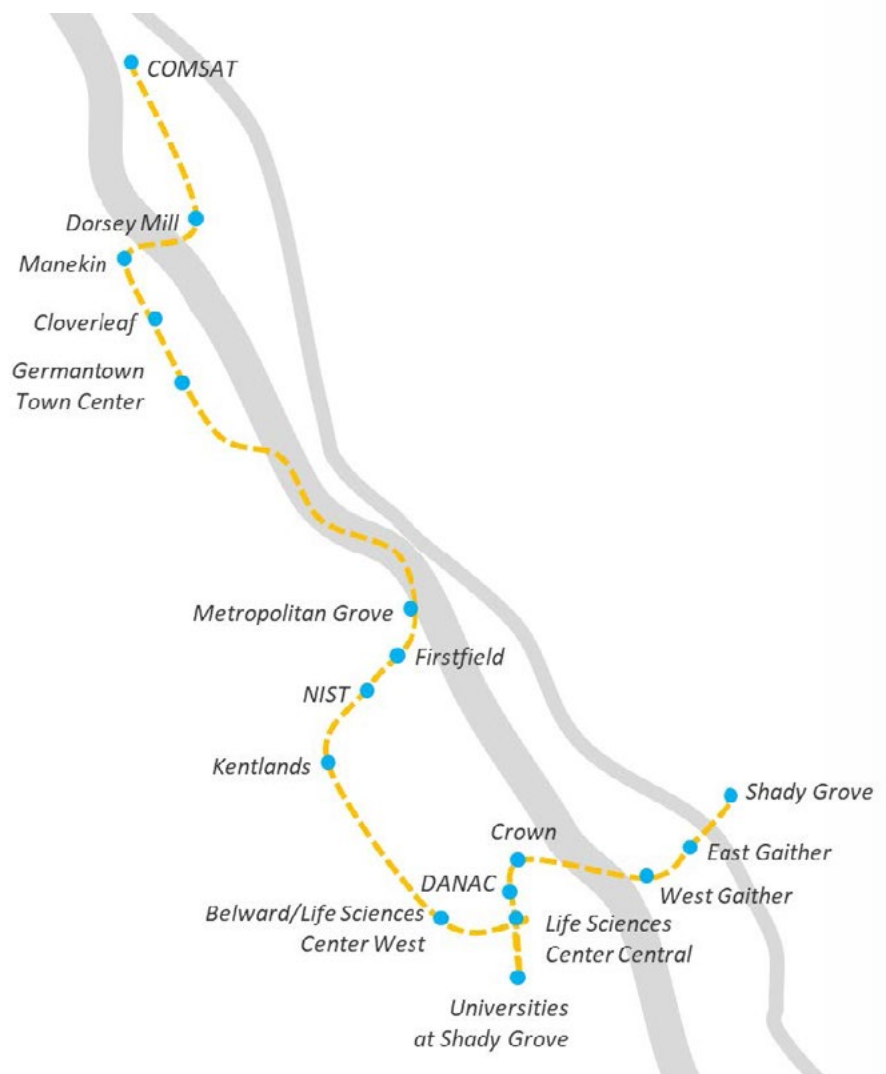 COMSAT
Dorsey Mill
Manekin
Cloverleaf
Germantown
Town Center
Metropolitan Grove
Firstfield
NIST
Kentlands
Shady Grove
Crown
East Gaither
DANAC
West Gaither
Belward/Life Sciences
Center West
Life Sciences
Center Central
Universities
at Shady Grove